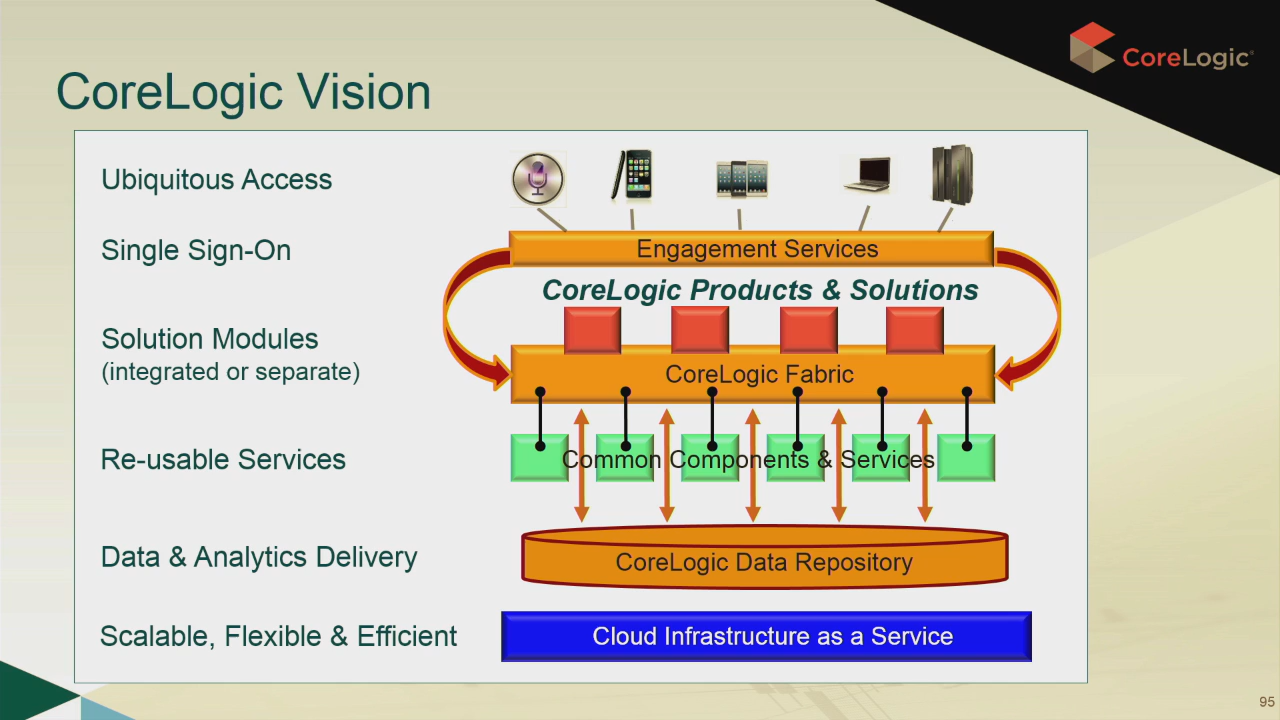 CoreLogic
CoreLogic Vision
Ubiquitous Access
Single Sign-On
Engagement Services
CoreLogic Products & Solutions
Solution Modules
(integrated or separate)
CoreLogic Fabric
Re-usable Services
Common Components & Services
Data & Analytics Delivery
CoreLogic Data Repository
Scalable, Flexible & Efficient
Cloud Infrastructure as a Service
95